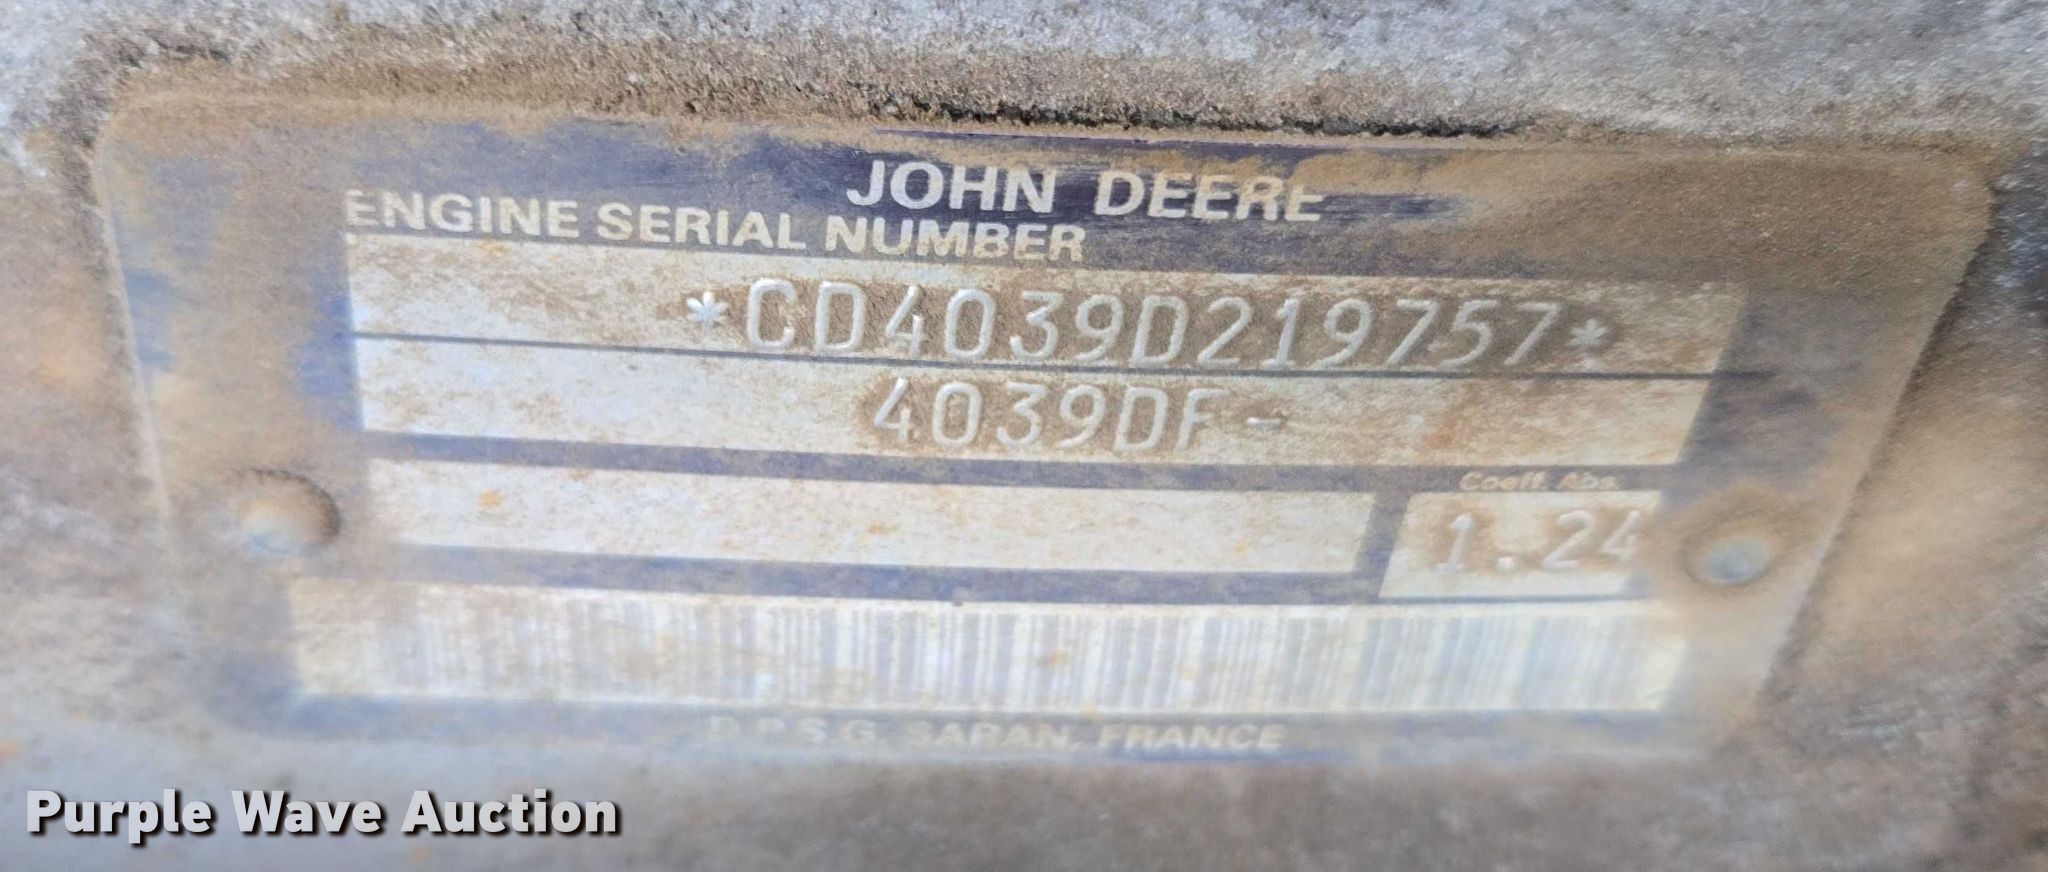 JOHN DEERE
ENGINE SERIAL NUMBER
*CD4039D219757*
4039DF-
Coeff. Abs.
1.24
D.P.S.G. SARAN, FRANCE
Purple Wave Auction